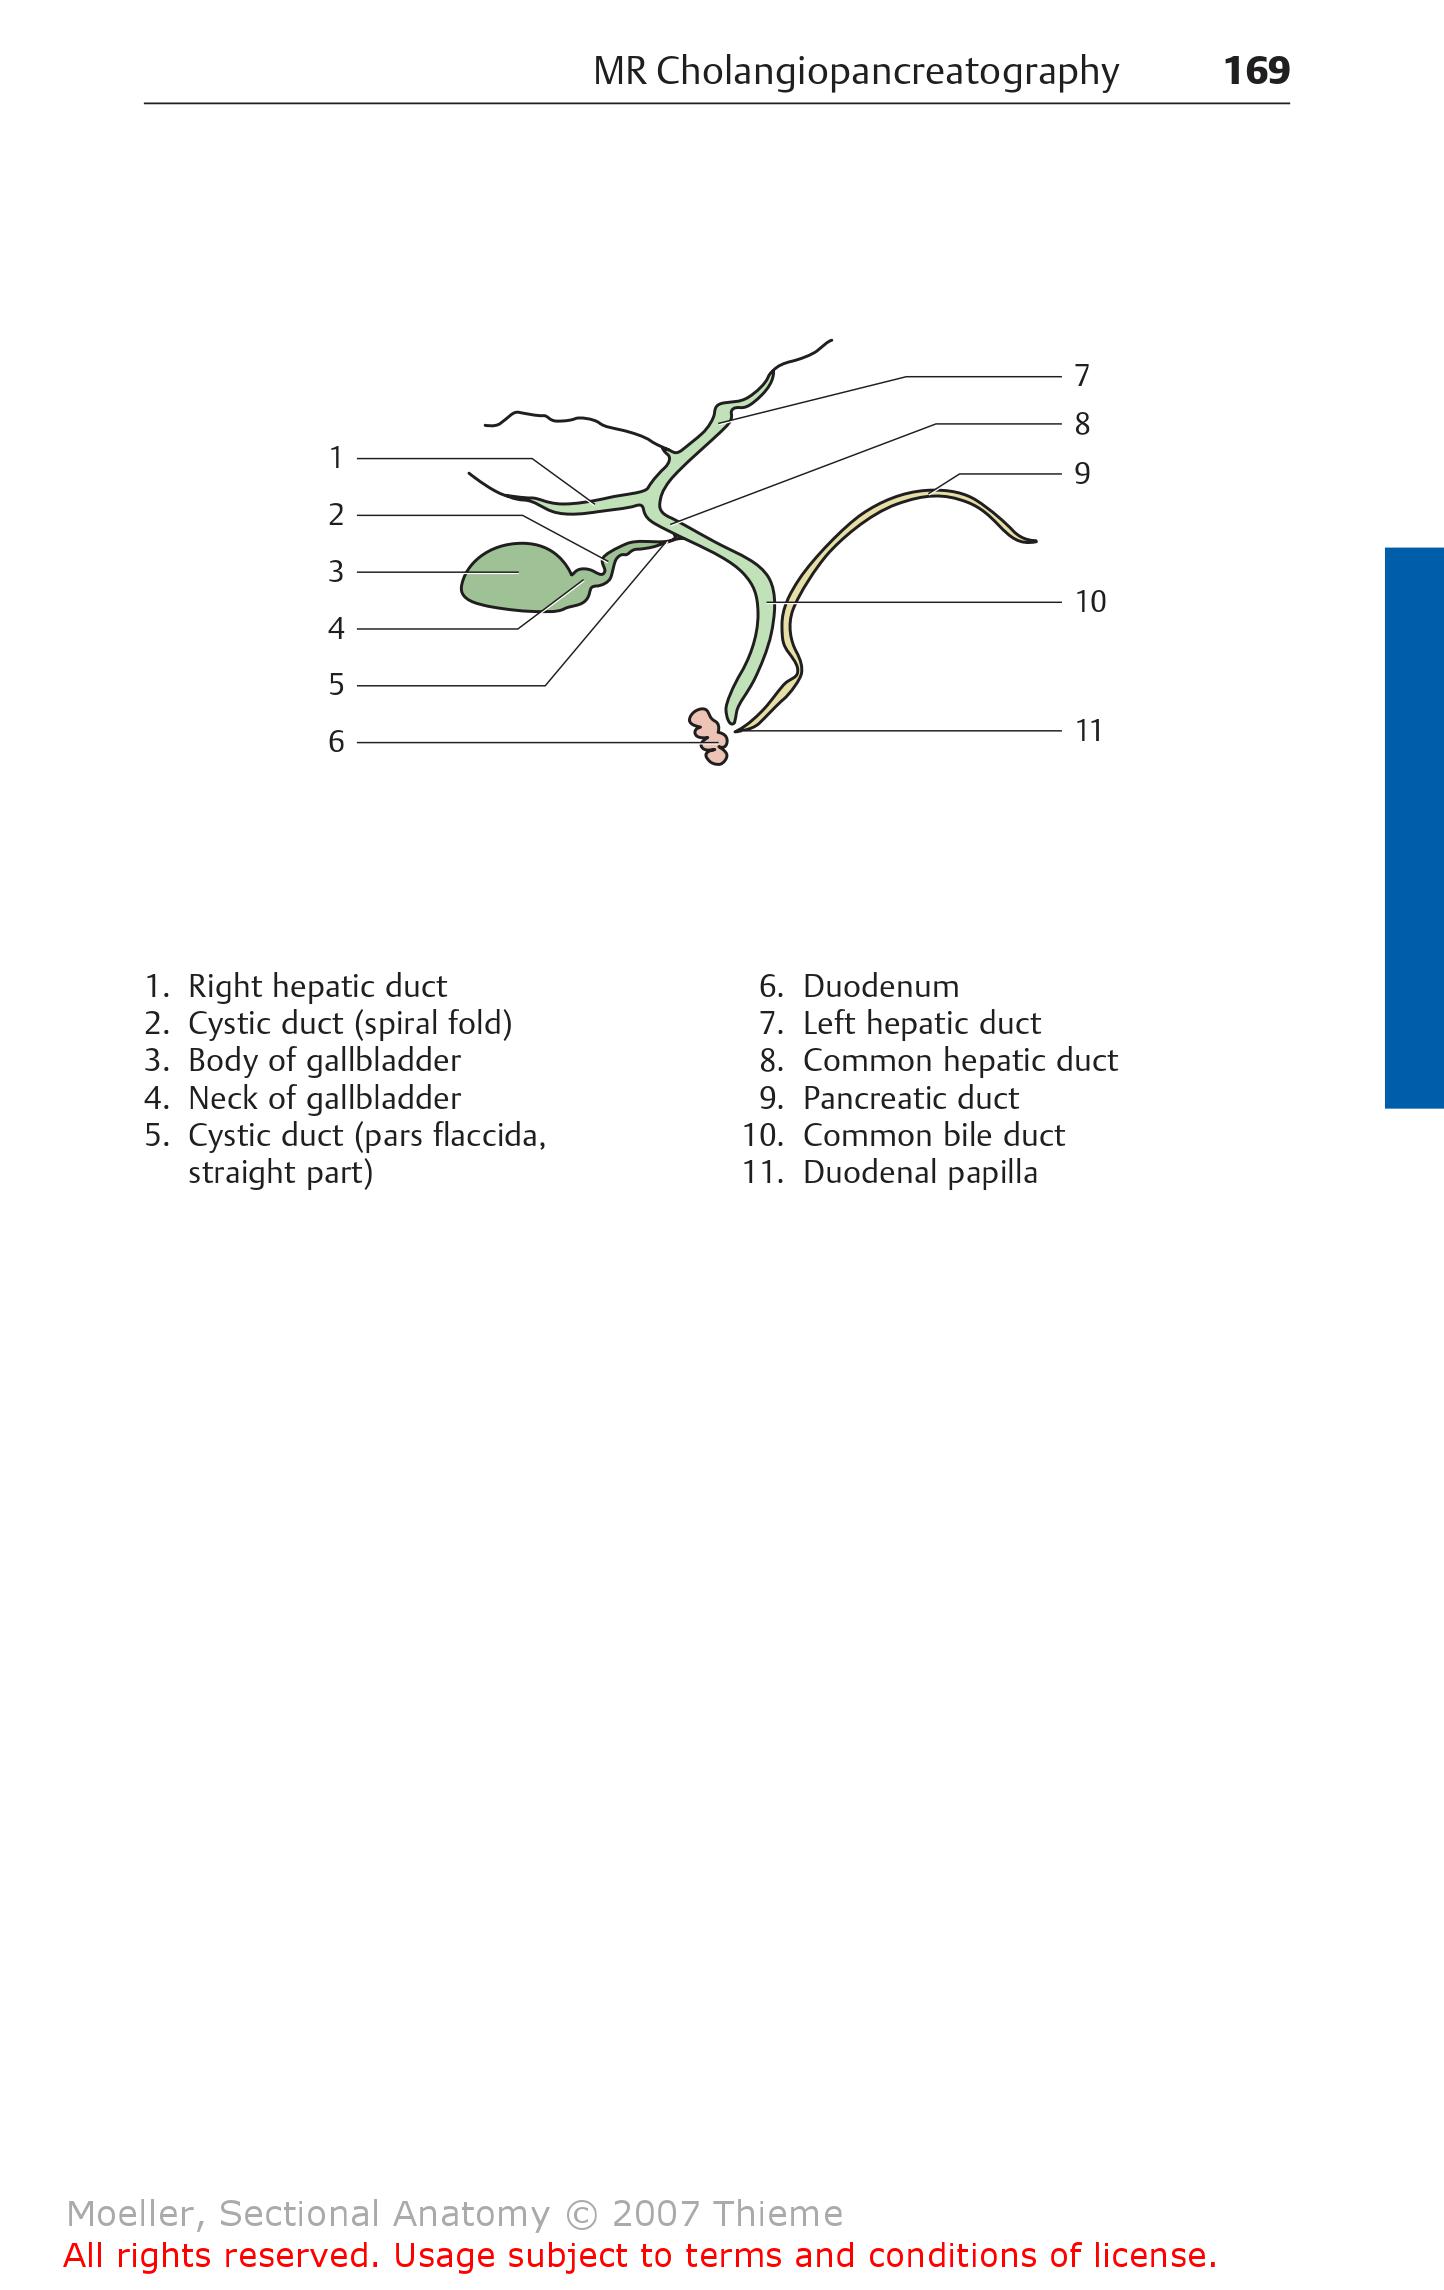 MR Cholangiopancreatography 169
7
8
9
10
11
1
2
3
4
5
6
1. Right hepatic duct
2. Cystic duct (spiral fold)
3. Body of gallbladder
4. Neck of gallbladder
5. Cystic duct (pars flaccida,
straight part)
6. Duodenum
7. Left hepatic duct
8. Common hepatic duct
9. Pancreatic duct
10. Common bile duct
11. Duodenal papilla
Moeller, Sectional Anatomy © 2007 Thieme
All rights reserved. Usage subject to terms and conditions of license.